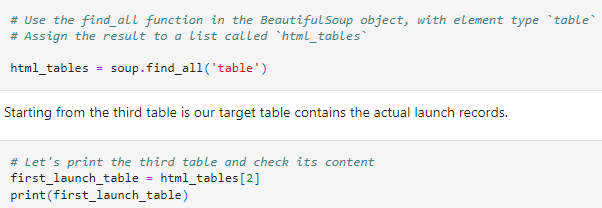 # Use the find_all function in the BeautifulSoup object, with element type `table`
# Assign the result to a list called `html_tables`
html_tables = soup.find_all('table')
Starting from the third table is our target table contains the actual launch records.
# Let's print the third table and check its content
first_launch_table = html_tables[2]
print(first_launch_table)